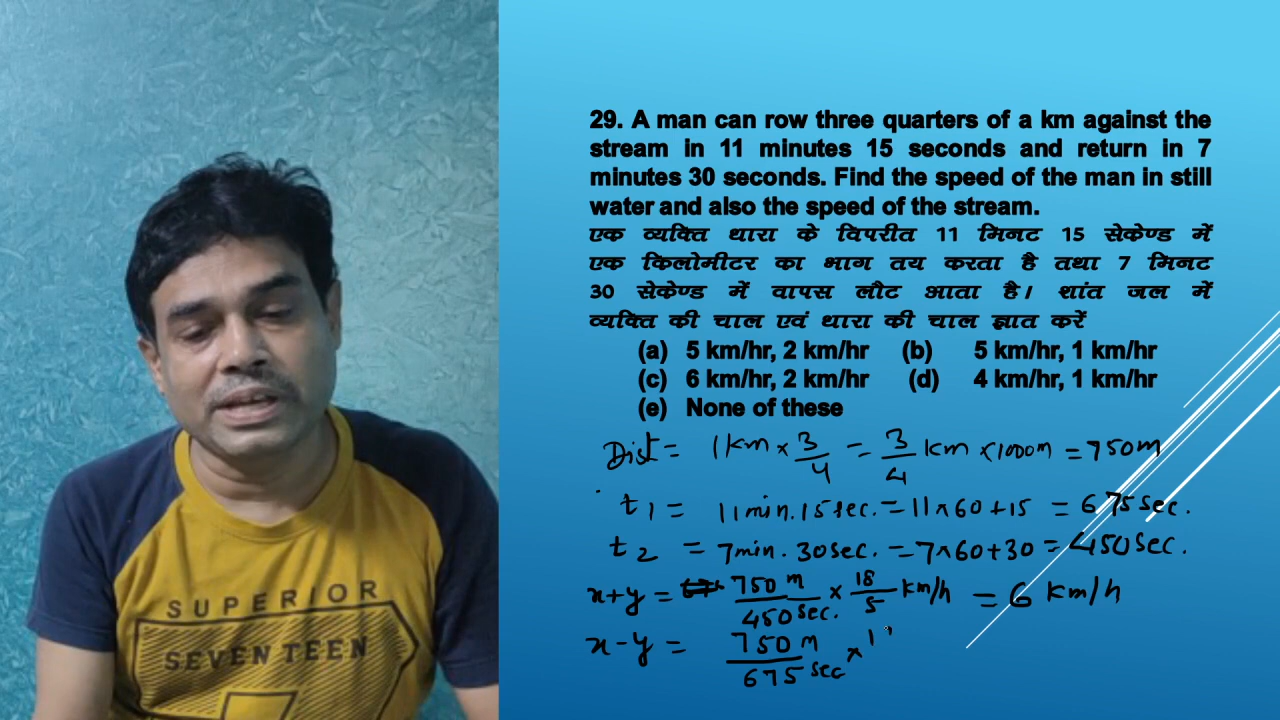 29. A man can row three quarters of a km against the
stream in 11 minutes 15 seconds and return in 7
minutes 30 seconds. Find the speed of the man in still
water and also the speed of the stream.
एक व्यक्ति धारा के विपरीत 11 मिनट 15 सेकेण्ड में
एक किलोमीटर का भाग तय करता है तथा 7 मिनट
30 सेकेण्ड में वापस लौट आता है। शांत जल में
व्यक्ति की चाल एवं धारा की चाल ज्ञात करें
(a) 5 km/hr, 2 km/hr (b) 5 km/hr, 1 km/hr
(c) 6 km/hr, 2 km/hr (d) 4 km/hr, 1 km/hr
(e) None of these
Dist = 1km × 3/4 = 3/4 km × 1000m = 750m
t1 = 11min. 15sec. = 11×60+15 = 675sec.
t2 = 7min. 30sec. = 7×60+30 = 450sec.
x+y = 750m/450sec. × 18/5 km/h = 6 km/h
x-y = 750m/675sec × 1
SUPERIOR
SEVENTEEN